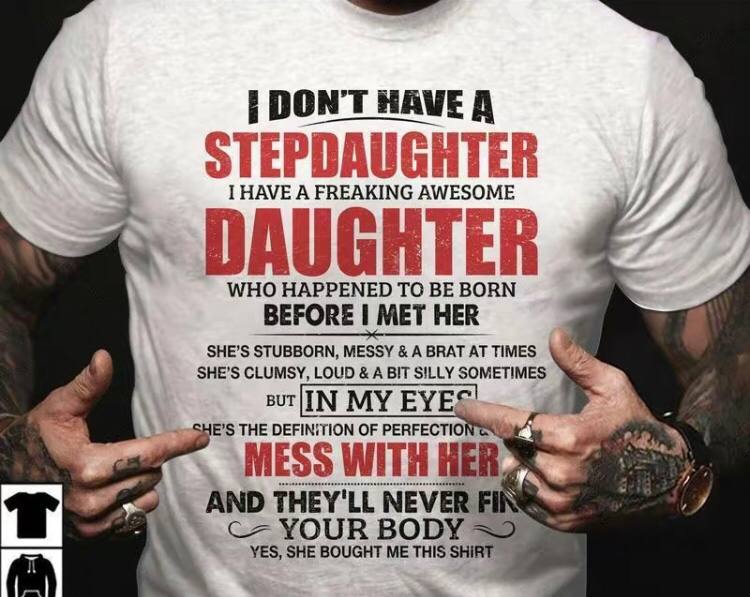 I DON'T HAVE A
STEPDAUGHTER
I HAVE A FREAKING AWESOME
DAUGHTER
WHO HAPPENED TO BE BORN
BEFORE I MET HER
SHE'S STUBBORN, MESSY & A BRAT AT TIMES
SHE'S CLUMSY, LOUD & A BIT SILLY SOMETIMES
BUT IN MY EYES
SHE'S THE DEFINITION OF PERFECTION &
MESS WITH HER
AND THEY'LL NEVER FIN
YOUR BODY
YES, SHE BOUGHT ME THIS SHIRT